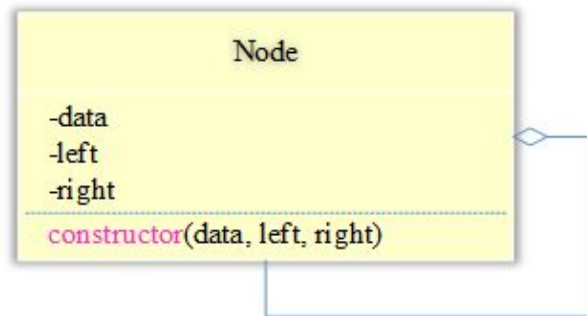 Node
-data
-left
-right
constructor(data, left, right)